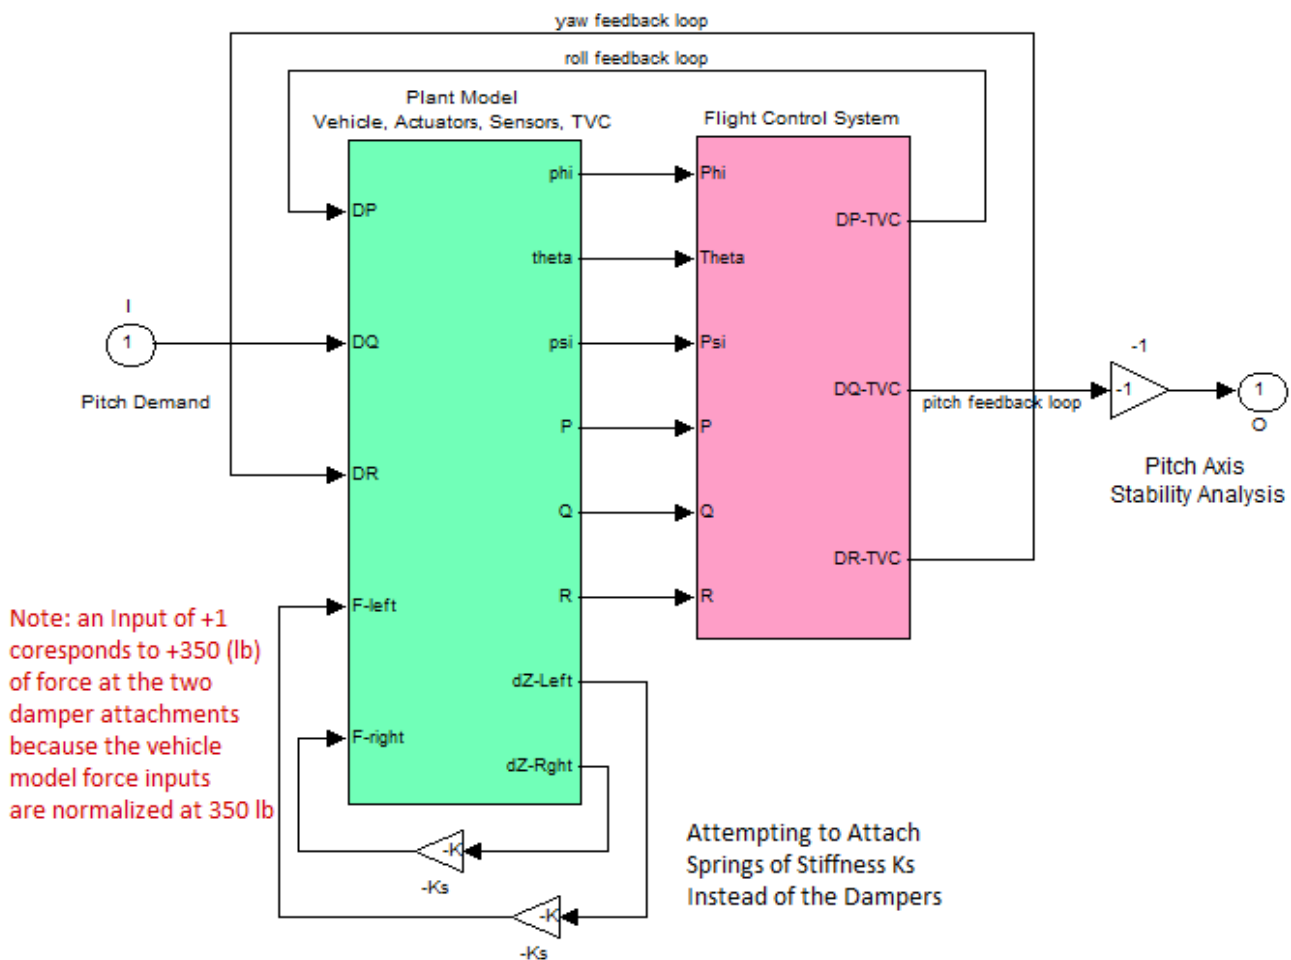 yaw feedback loop
roll feedback loop
Plant Model
Vehicle, Actuators, Sensors, TVC
Flight Control System
phi
Phi
DP
DP-TVC
theta
Theta
I
1
DQ
psi
Psi
-1
Pitch Demand
DQ-TVC
pitch feedback loop
-1
1
O
P
P
Pitch Axis
Stability Analysis
DR
Q
Q
DR-TVC
R
R
F-left
Note: an Input of +1
coresponds to +350 (lb)
of force at the two
damper attachments
because the vehicle
model force inputs
are normalized at 350 lb
dZ-Left
F-right
dZ-Rght
-K
-Ks
Attempting to Attach
Springs of Stiffness Ks
Instead of the Dampers
-K
-Ks